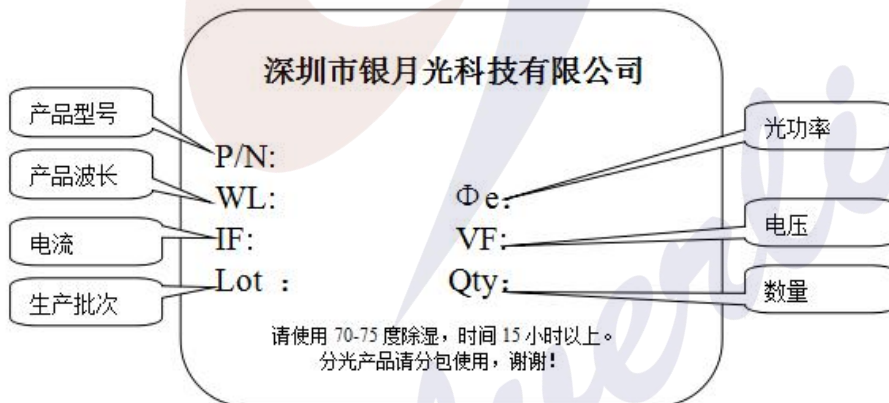 深圳市银月光科技有限公司
产品型号
P/N:
光功率
产品波长
WL:
Φe:
电流
IF:
VF:
电压
生产批次
Lot :
Qty:
数量
请使用 70-75 度除湿，时间 15 小时以上。
分光产品请分包使用，谢谢！